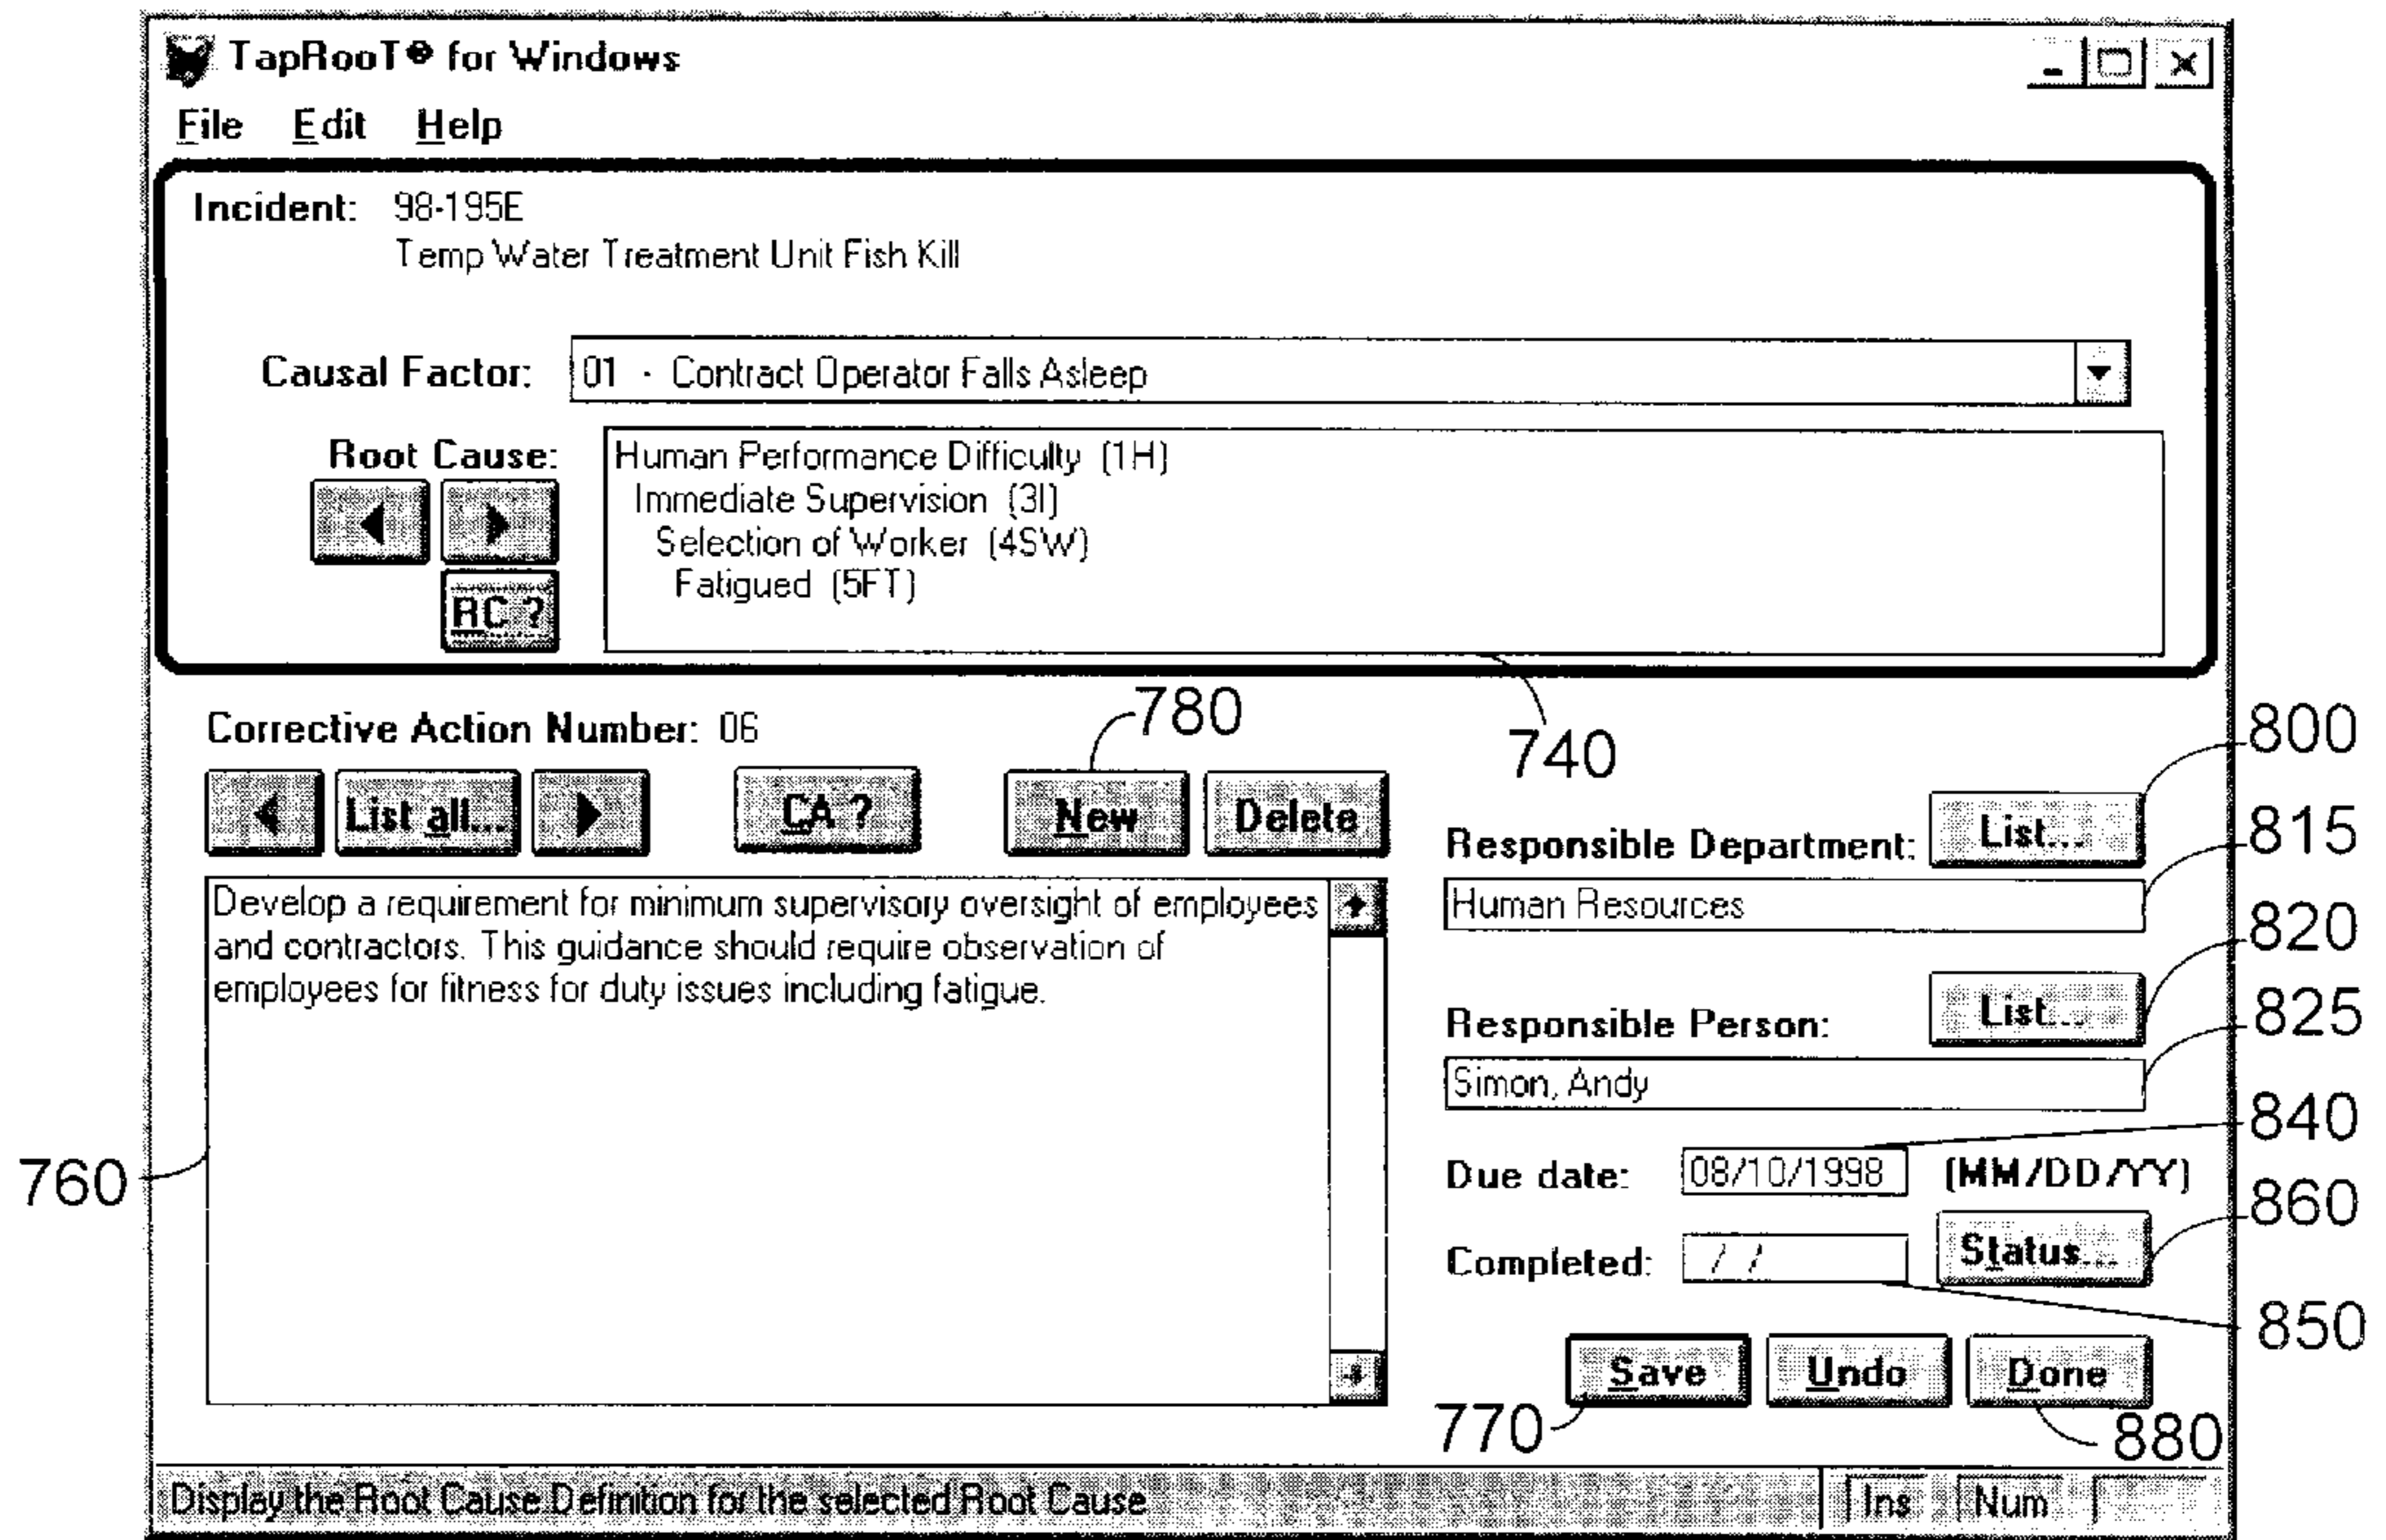 TapRooT® for Windows
File Edit Help
Incident: 98-195E
Temp Water Treatment Unit Fish Kill
Causal Factor: 01 - Contract Operator Falls Asleep
Root Cause: Human Performance Difficulty (1H)
Immediate Supervision (3I)
Selection of Worker (4SW)
Fatigued (5FT)
RC ?
Corrective Action Number: 06
780
740
800
List all... CA ? New Delete
Responsible Department: List...
815
Develop a requirement for minimum supervisory oversight of employees
and contractors. This guidance should require observation of
employees for fitness for duty issues including fatigue.
Human Resources
820
Responsible Person: List...
825
Simon, Andy
840
760
Due date: 08/10/1998 (MM/DD/YY)
860
Completed: / / Status...
850
Save Undo Done
770
880
Display the Root Cause Definition for the selected Root Cause Ins Num